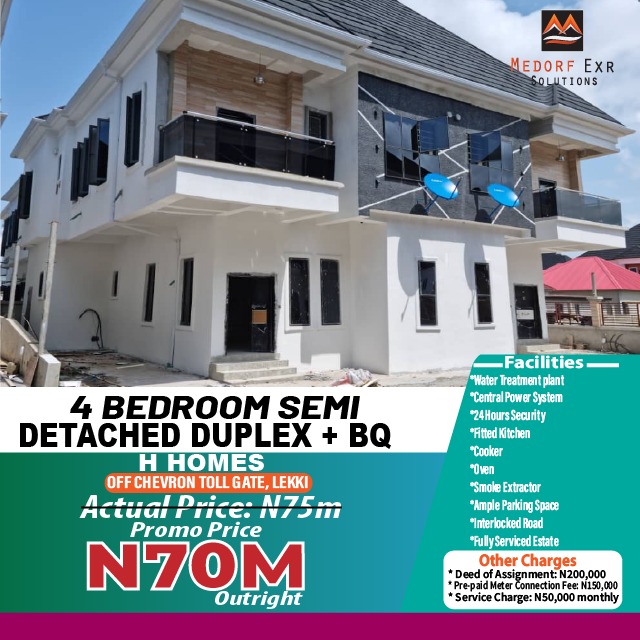 MEDORF EXR
SOLUTIONS
4 BEDROOM SEMI
DETACHED DUPLEX + BQ
H HOMES
OFF CHEVRON TOLL GATE, LEKKI
Actual Price: N75m
Promo Price
N70M
Outright
Facilities
*Water Treatment plant
*Central Power System
*24 Hours Security
*Fitted Kitchen
*Cooker
*Oven
*Smoke Extractor
*Ample Parking Space
*Interlocked Road
*Fully Serviced Estate
Other Charges
* Deed of Assignment: N200,000
* Pre-paid Meter Connection Fee: N150,000
* Service Charge: N50,000 monthly